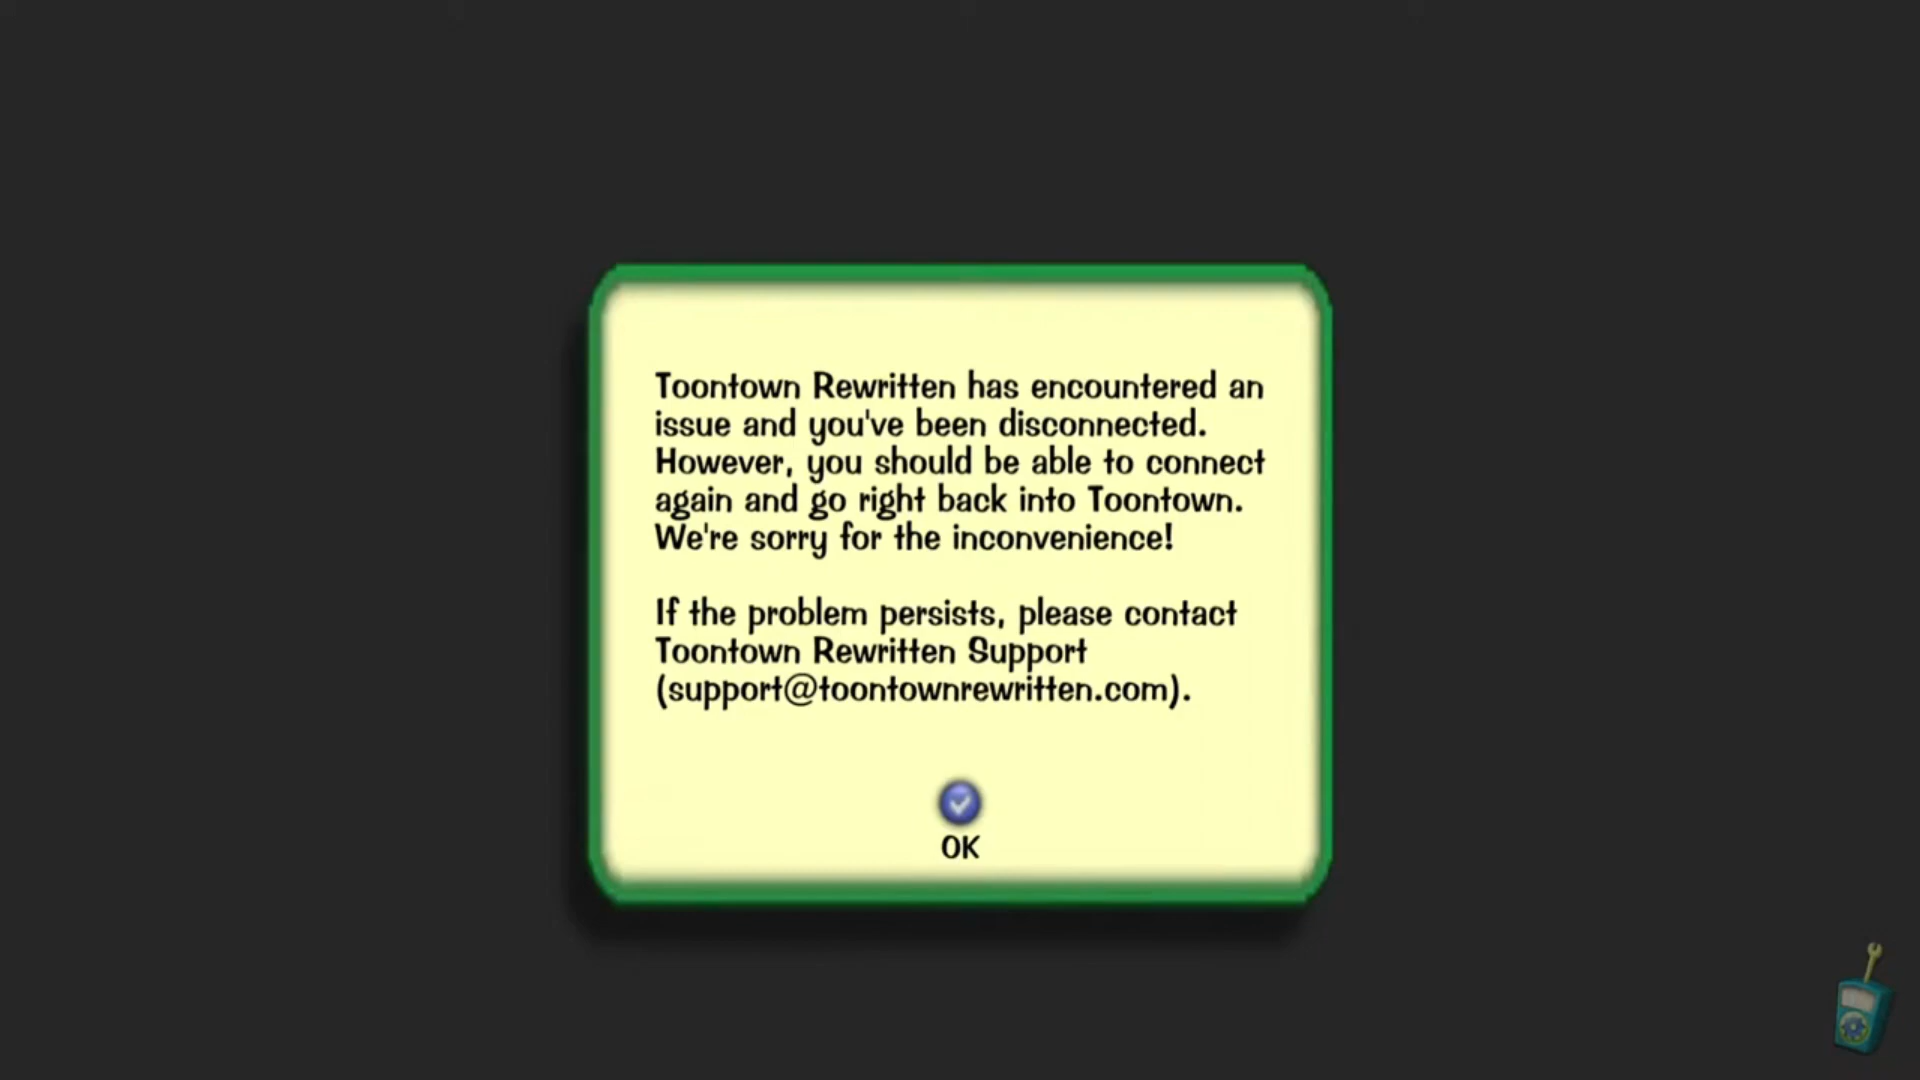 Toontown Rewritten has encountered an
issue and you've been disconnected.
However, you should be able to connect
again and go right back into Toontown.
We're sorry for the inconvenience!
If the problem persists, please contact
Toontown Rewritten Support
(support@toontownrewritten.com).
OK